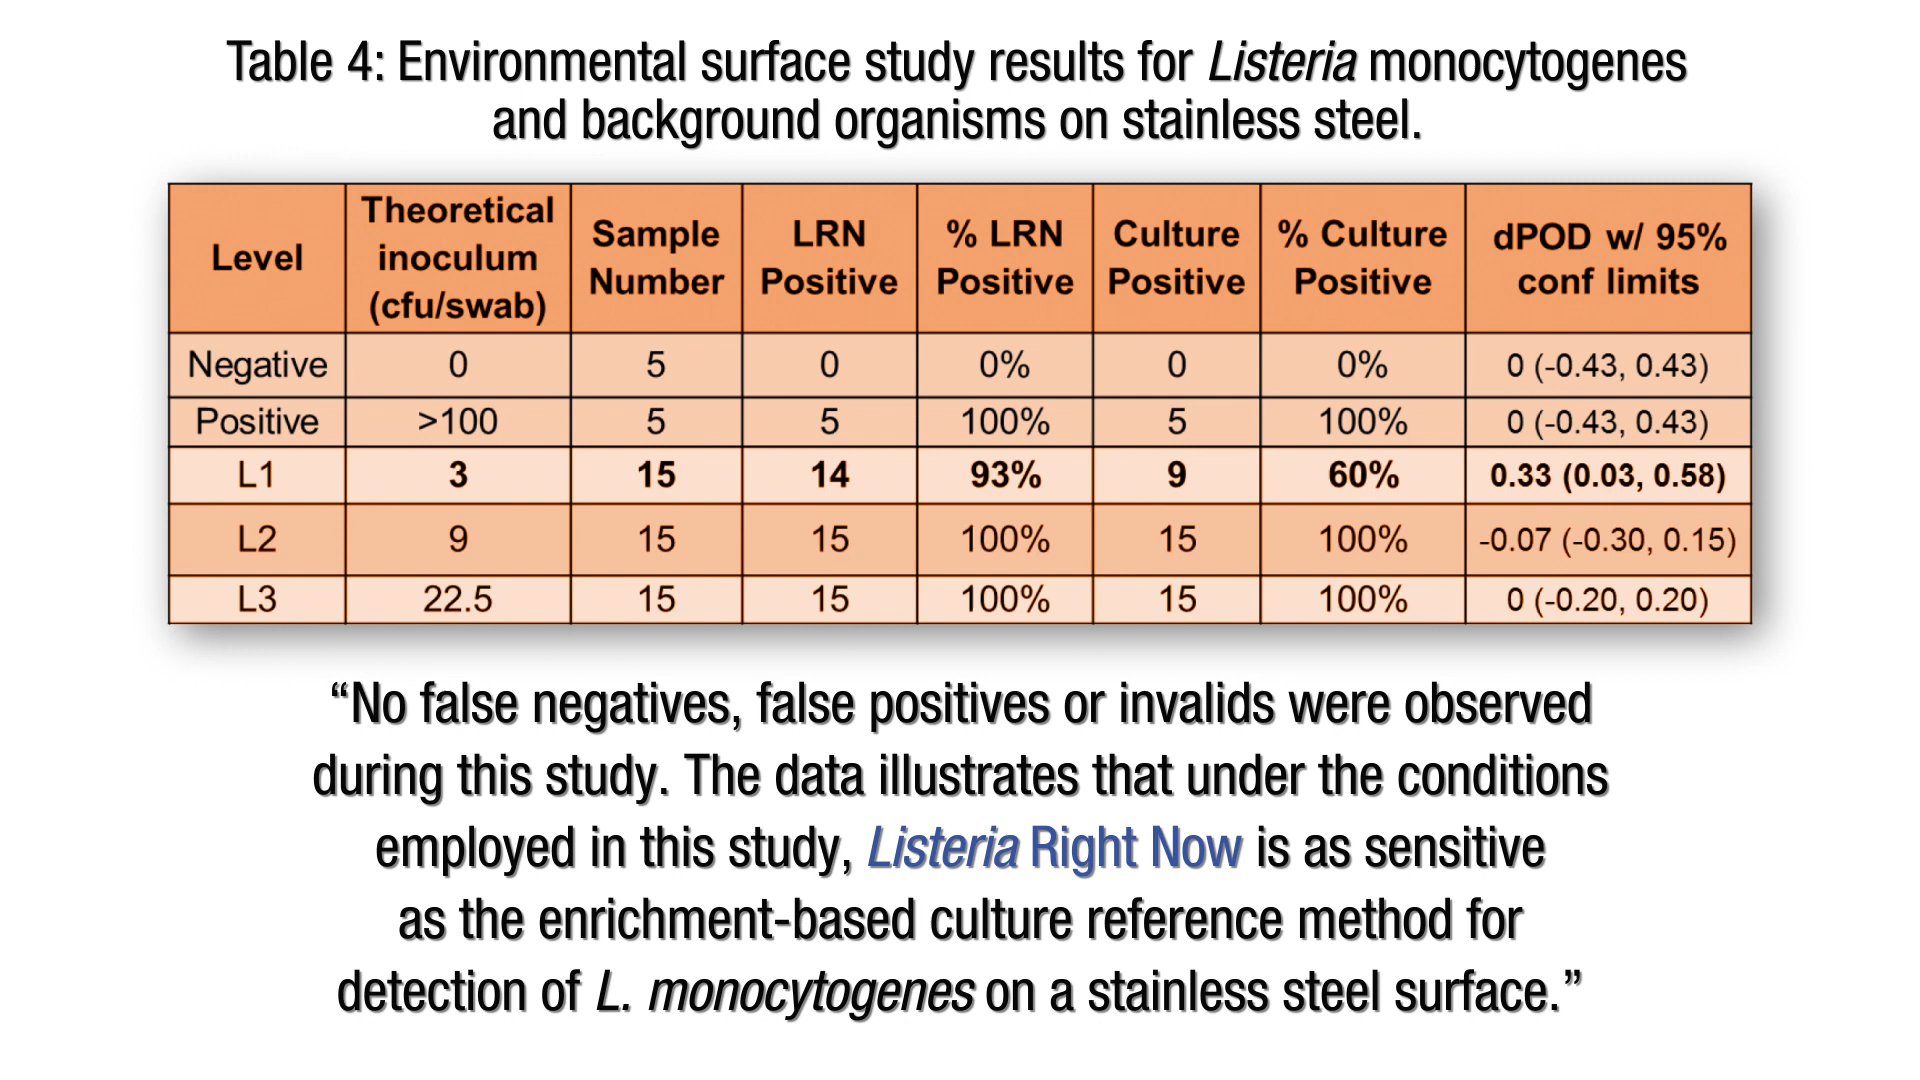 Table 4: Environmental surface study results for Listeria monocytogenes
and background organisms on stainless steel.
Level | Theoretical inoculum (cfu/swab) | Sample Number | LRN Positive | % LRN Positive | Culture Positive | % Culture Positive | dPOD w/ 95% conf limits
Negative | 0 | 5 | 0 | 0% | 0 | 0% | 0 (-0.43, 0.43)
Positive | >100 | 5 | 5 | 100% | 5 | 100% | 0 (-0.43, 0.43)
L1 | 3 | 15 | 14 | 93% | 9 | 60% | 0.33 (0.03, 0.58)
L2 | 9 | 15 | 15 | 100% | 15 | 100% | -0.07 (-0.30, 0.15)
L3 | 22.5 | 15 | 15 | 100% | 15 | 100% | 0 (-0.20, 0.20)
“No false negatives, false positives or invalids were observed
during this study. The data illustrates that under the conditions
employed in this study, Listeria Right Now is as sensitive
as the enrichment-based culture reference method for
detection of L. monocytogenes on a stainless steel surface.”